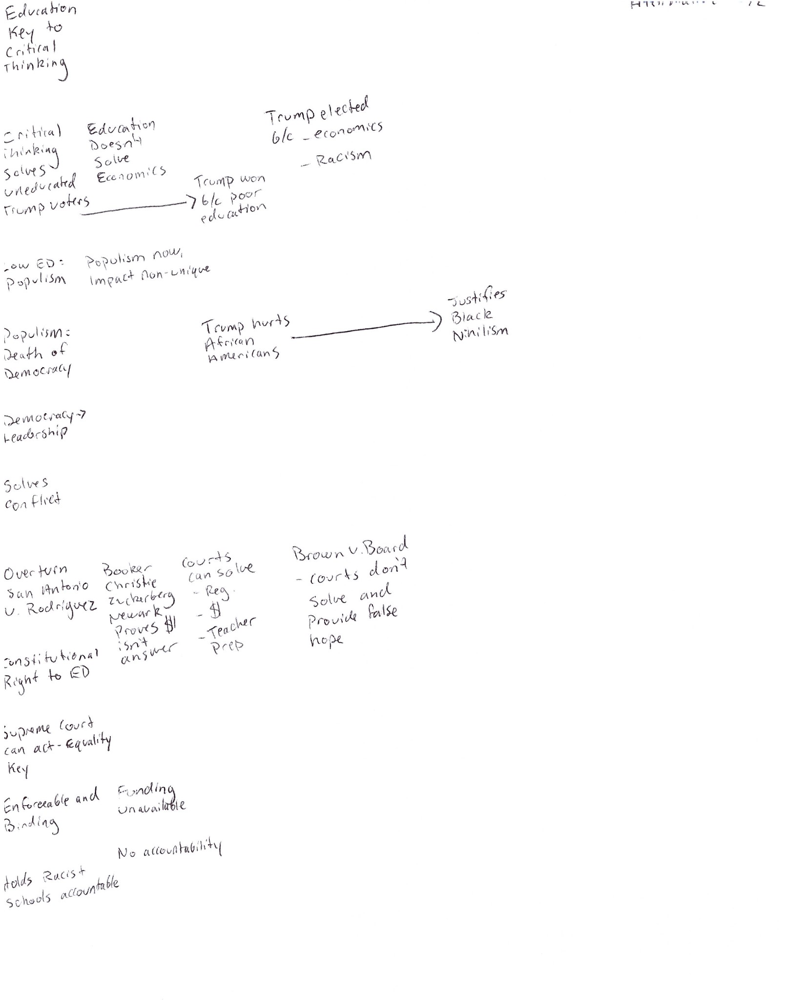 Education
Key to
Critical
Thinking
Critical
Thinking
Solves
uneducated
Trump voters
Education
Doesn't
Solve
Economics
Trump won
b/c poor
education
Trump elected
b/c - economics
- Racism
Low ED:
Populism
Populism now,
Impact non-unique
Populism:
Death of
Democracy
Trump hurts
African
Americans
Justifies
Black
Nihilism
Democracy →
Leadership
Solves
conflict
Overturn
San Antonio
v. Rodriguez
Booker
Christie
Zuckerberg
Newark
Proves $
isn't
answer
Courts
can solve
- Reg.
- $
- Teacher
Prep
Brown v. Board
- courts don't
solve and
Provide false
hope
Constitutional
Right to ED
Supreme Court
can act - Equality
Key
Enforceable and
Binding
Funding
unavailable
No accountability
Holds Racist
Schools accountable